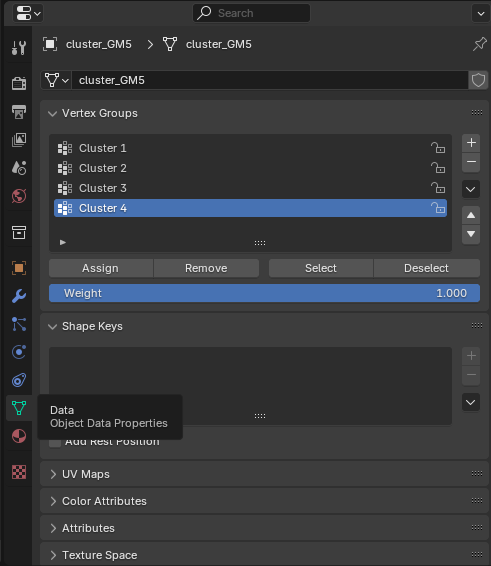 Search
cluster_GM5 cluster_GM5
cluster_GM5
Vertex Groups
Cluster 1
Cluster 2
Cluster 3
Cluster 4
Assign Remove Select Deselect
Weight 1.000
Shape Keys
Data
Object Data Properties
Add Rest Position
UV Maps
Color Attributes
Attributes
Texture Space